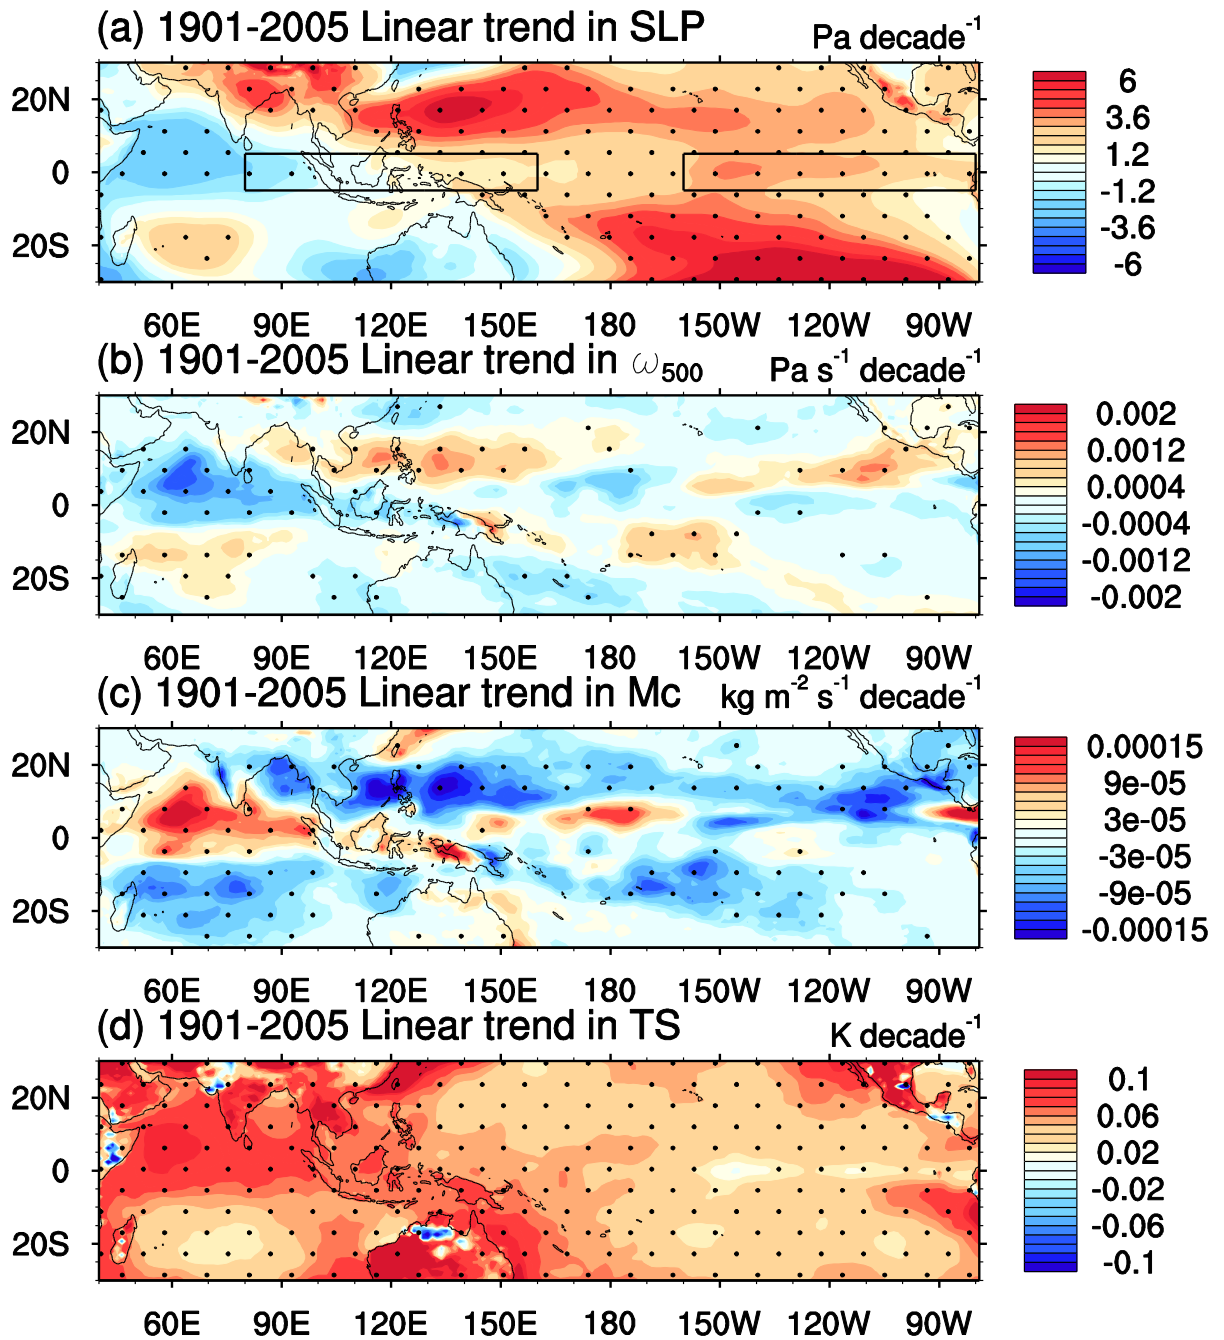 (a) 1901-2005 Linear trend in SLP Pa decade⁻¹
20N
0
20S
60E 90E 120E 150E 180 150W 120W 90W
6
3.6
1.2
-1.2
-3.6
-6
(b) 1901-2005 Linear trend in ω₅₀₀ Pa s⁻¹ decade⁻¹
20N
0
20S
60E 90E 120E 150E 180 150W 120W 90W
0.002
0.0012
0.0004
-0.0004
-0.0012
-0.002
(c) 1901-2005 Linear trend in Mc kg m⁻² s⁻¹ decade⁻¹
20N
0
20S
60E 90E 120E 150E 180 150W 120W 90W
0.00015
9e-05
3e-05
-3e-05
-9e-05
-0.00015
(d) 1901-2005 Linear trend in TS K decade⁻¹
20N
0
20S
60E 90E 120E 150E 180 150W 120W 90W
0.1
0.06
0.02
-0.02
-0.06
-0.1